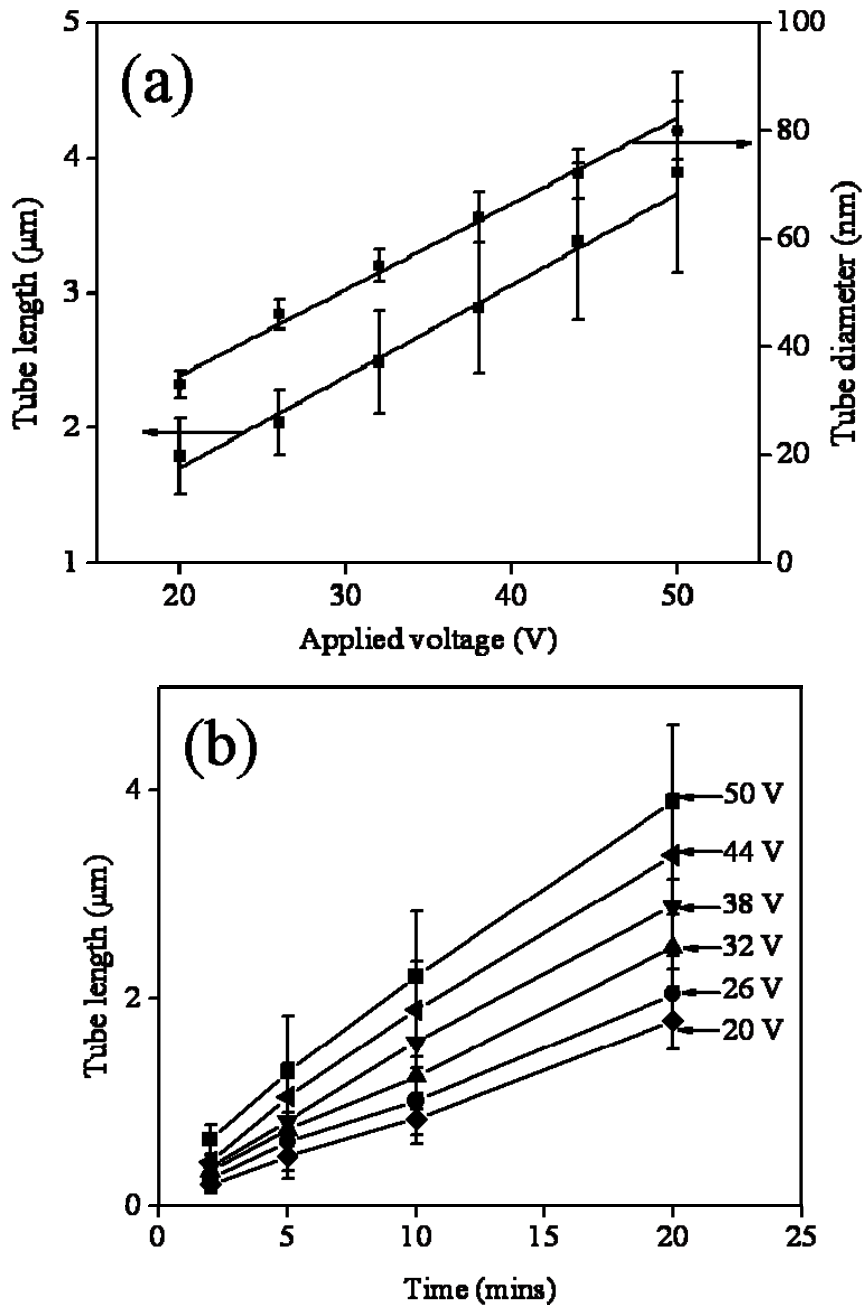 (a)
5
4
3
2
1
Tube length (μm)
100
80
60
40
20
0
Tube diameter (nm)
20 30 40 50
Applied voltage (V)
(b)
4
2
0
Tube length (μm)
50 V
44 V
38 V
32 V
26 V
20 V
0 5 10 15 20 25
Time (mins)